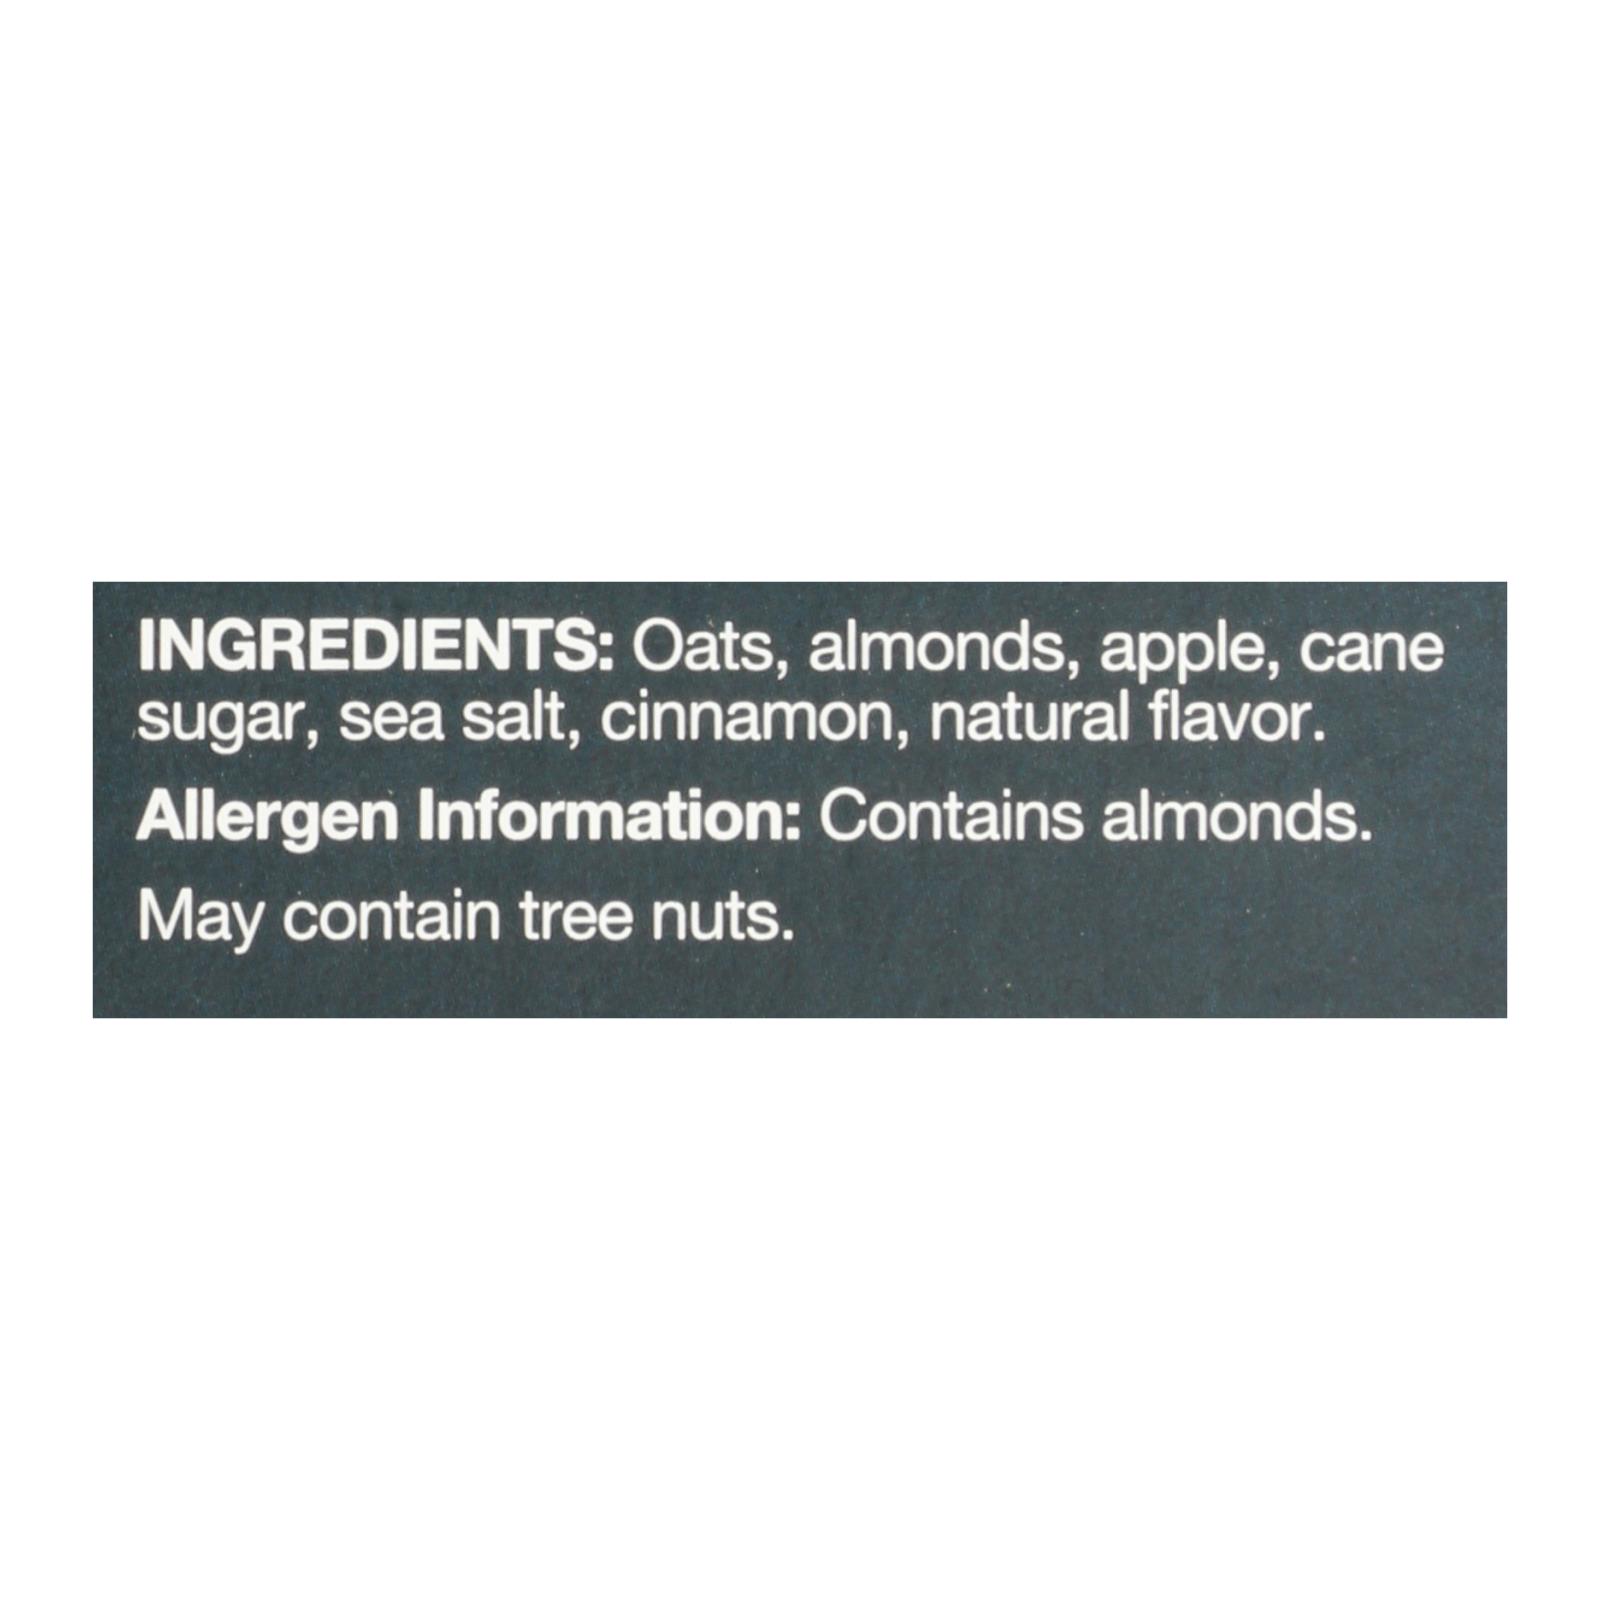 INGREDIENTS: Oats, almonds, apple, cane
sugar, sea salt, cinnamon, natural flavor.
Allergen Information: Contains almonds.
May contain tree nuts.